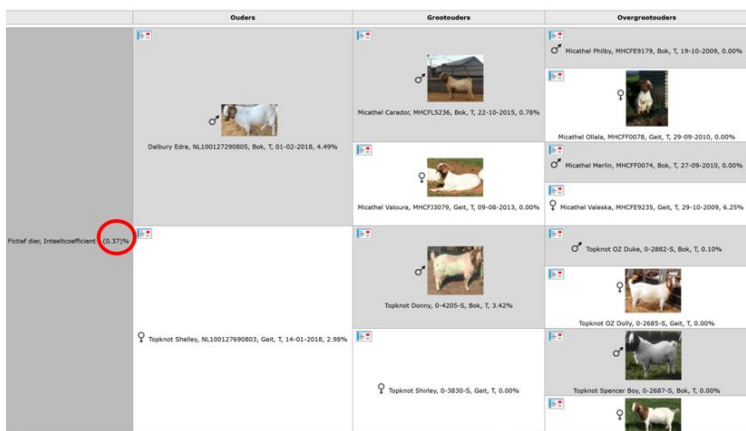 Ouders
Grootouders
Overgrootouders
Fictief dier, Inteeltcoefficient (0.37)%
Dalbury Edra, NL100127290805, Bok, T, 01-02-2018, 4.49%
Topknot Shelley, NL100127690803, Geit, T, 14-01-2018, 2.98%
Micathel Carador, MHCFL5236, Bok, T, 22-10-2015, 0.78%
Micathel Valoura, MHCFJ3079, Geit, T, 09-08-2013, 0.00%
Topknot Donny, 0-4205-S, Bok, T, 3.42%
Topknot Shirley, 0-3830-S, Geit, T, 0.00%
Micathel Philby, MHCFE9179, Bok, T, 19-10-2009, 0.00%
Micathel Ollala, MHCFF0078, Geit, T, 29-09-2010, 0.00%
Micathel Merlin, MHCFF0074, Bok, T, 27-09-2010, 0.00%
Micathel Valeska, MHCFE9235, Geit, T, 29-10-2009, 6.25%
Topknot OZ Duke, 0-2882-S, Bok, T, 0.10%
Topknot OZ Dolly, 0-2685-S, Geit, T, 0.00%
Topknot Spencer Boy, 0-2687-S, Bok, T, 0.00%